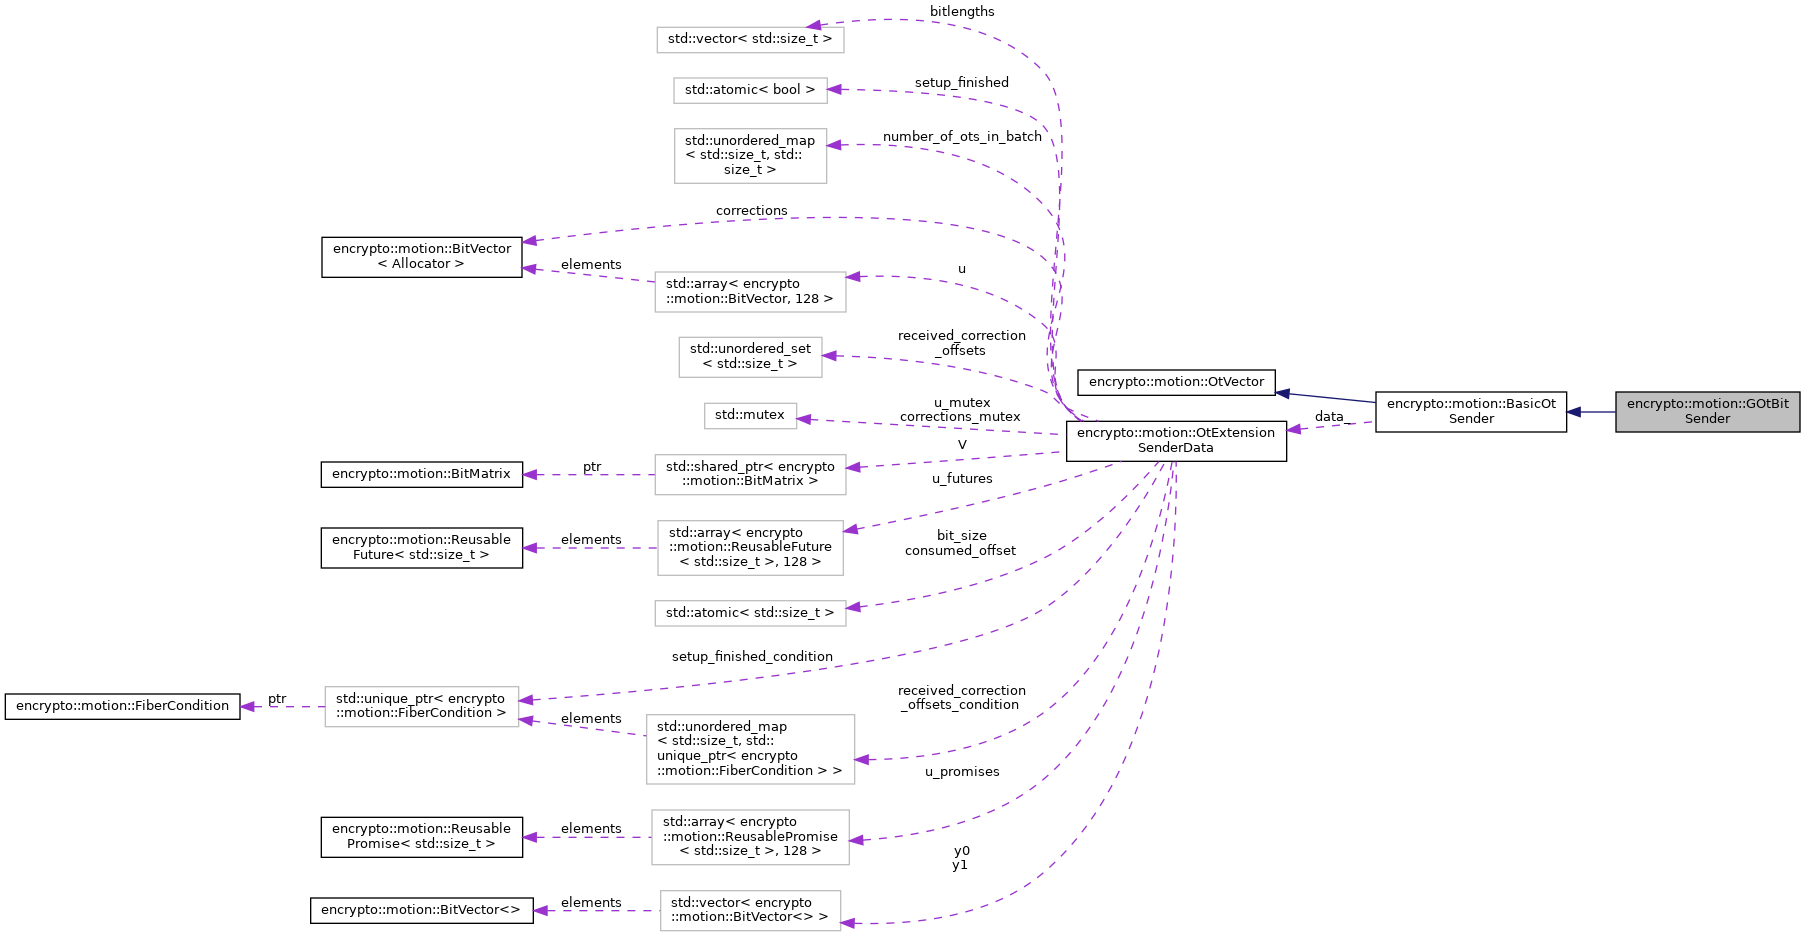 bitlengths
std::vector< std::size_t >
setup_finished
std::atomic< bool >
number_of_ots_in_batch
std::unordered_map
< std::size_t, std::
size_t >
corrections
encrypto::motion::BitVector
< Allocator >
elements
u
std::array< encrypto
::motion::BitVector, 128 >
received_correction
_offsets
std::unordered_set
< std::size_t >
encrypto::motion::OtVector
encrypto::motion::BasicOt
Sender
encrypto::motion::GOtBit
Sender
data_
u_mutex
corrections_mutex
std::mutex
encrypto::motion::OtExtension
SenderData
V
encrypto::motion::BitMatrix
ptr
std::shared_ptr< encrypto
::motion::BitMatrix >
u_futures
encrypto::motion::Reusable
Future< std::size_t >
elements
std::array< encrypto
::motion::ReusableFuture
< std::size_t >, 128 >
bit_size
consumed_offset
std::atomic< std::size_t >
setup_finished_condition
encrypto::motion::FiberCondition
ptr
std::unique_ptr< encrypto
::motion::FiberCondition >
elements
received_correction
_offsets_condition
std::unordered_map
< std::size_t, std::
unique_ptr< encrypto
::motion::FiberCondition > >
u_promises
encrypto::motion::Reusable
Promise< std::size_t >
elements
std::array< encrypto
::motion::ReusablePromise
< std::size_t >, 128 >
y0
y1
encrypto::motion::BitVector<>
elements
std::vector< encrypto
::motion::BitVector<> >